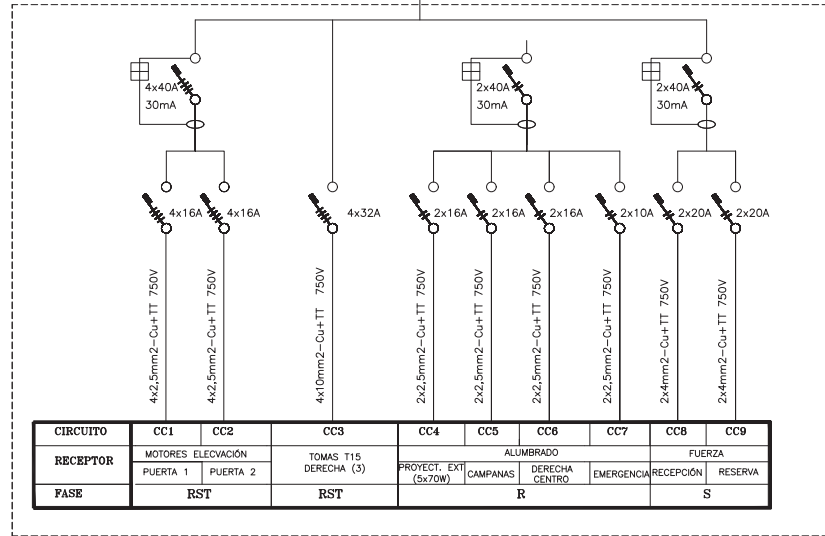 4x40A
30mA
2x40A
30mA
2x40A
30mA
4x16A
4x16A
4x32A
2x16A
2x16A
2x16A
2x10A
2x20A
2x20A
4x2,5mm2-Cu+TT 750V
4x2,5mm2-Cu+TT 750V
4x10mm2-Cu+TT 750V
2x2,5mm2-Cu+TT 750V
2x2,5mm2-Cu+TT 750V
2x2,5mm2-Cu+TT 750V
2x2,5mm2-Cu+TT 750V
2x4mm2-Cu+TT 750V
2x4mm2-Cu+TT 750V
CIRCUITO CC1 CC2 CC3 CC4 CC5 CC6 CC7 CC8 CC9
RECEPTOR
MOTORES ELECVACIÓN
PUERTA 1 PUERTA 2
TOMAS T15
DERECHA (3)
ALUMBRADO
PROYECT. EXT
(5x70W)
CAMPANAS
DERECHA
CENTRO
EMERGENCIA
FUERZA
RECEPCIÓN RESERVA
FASE RST RST R S